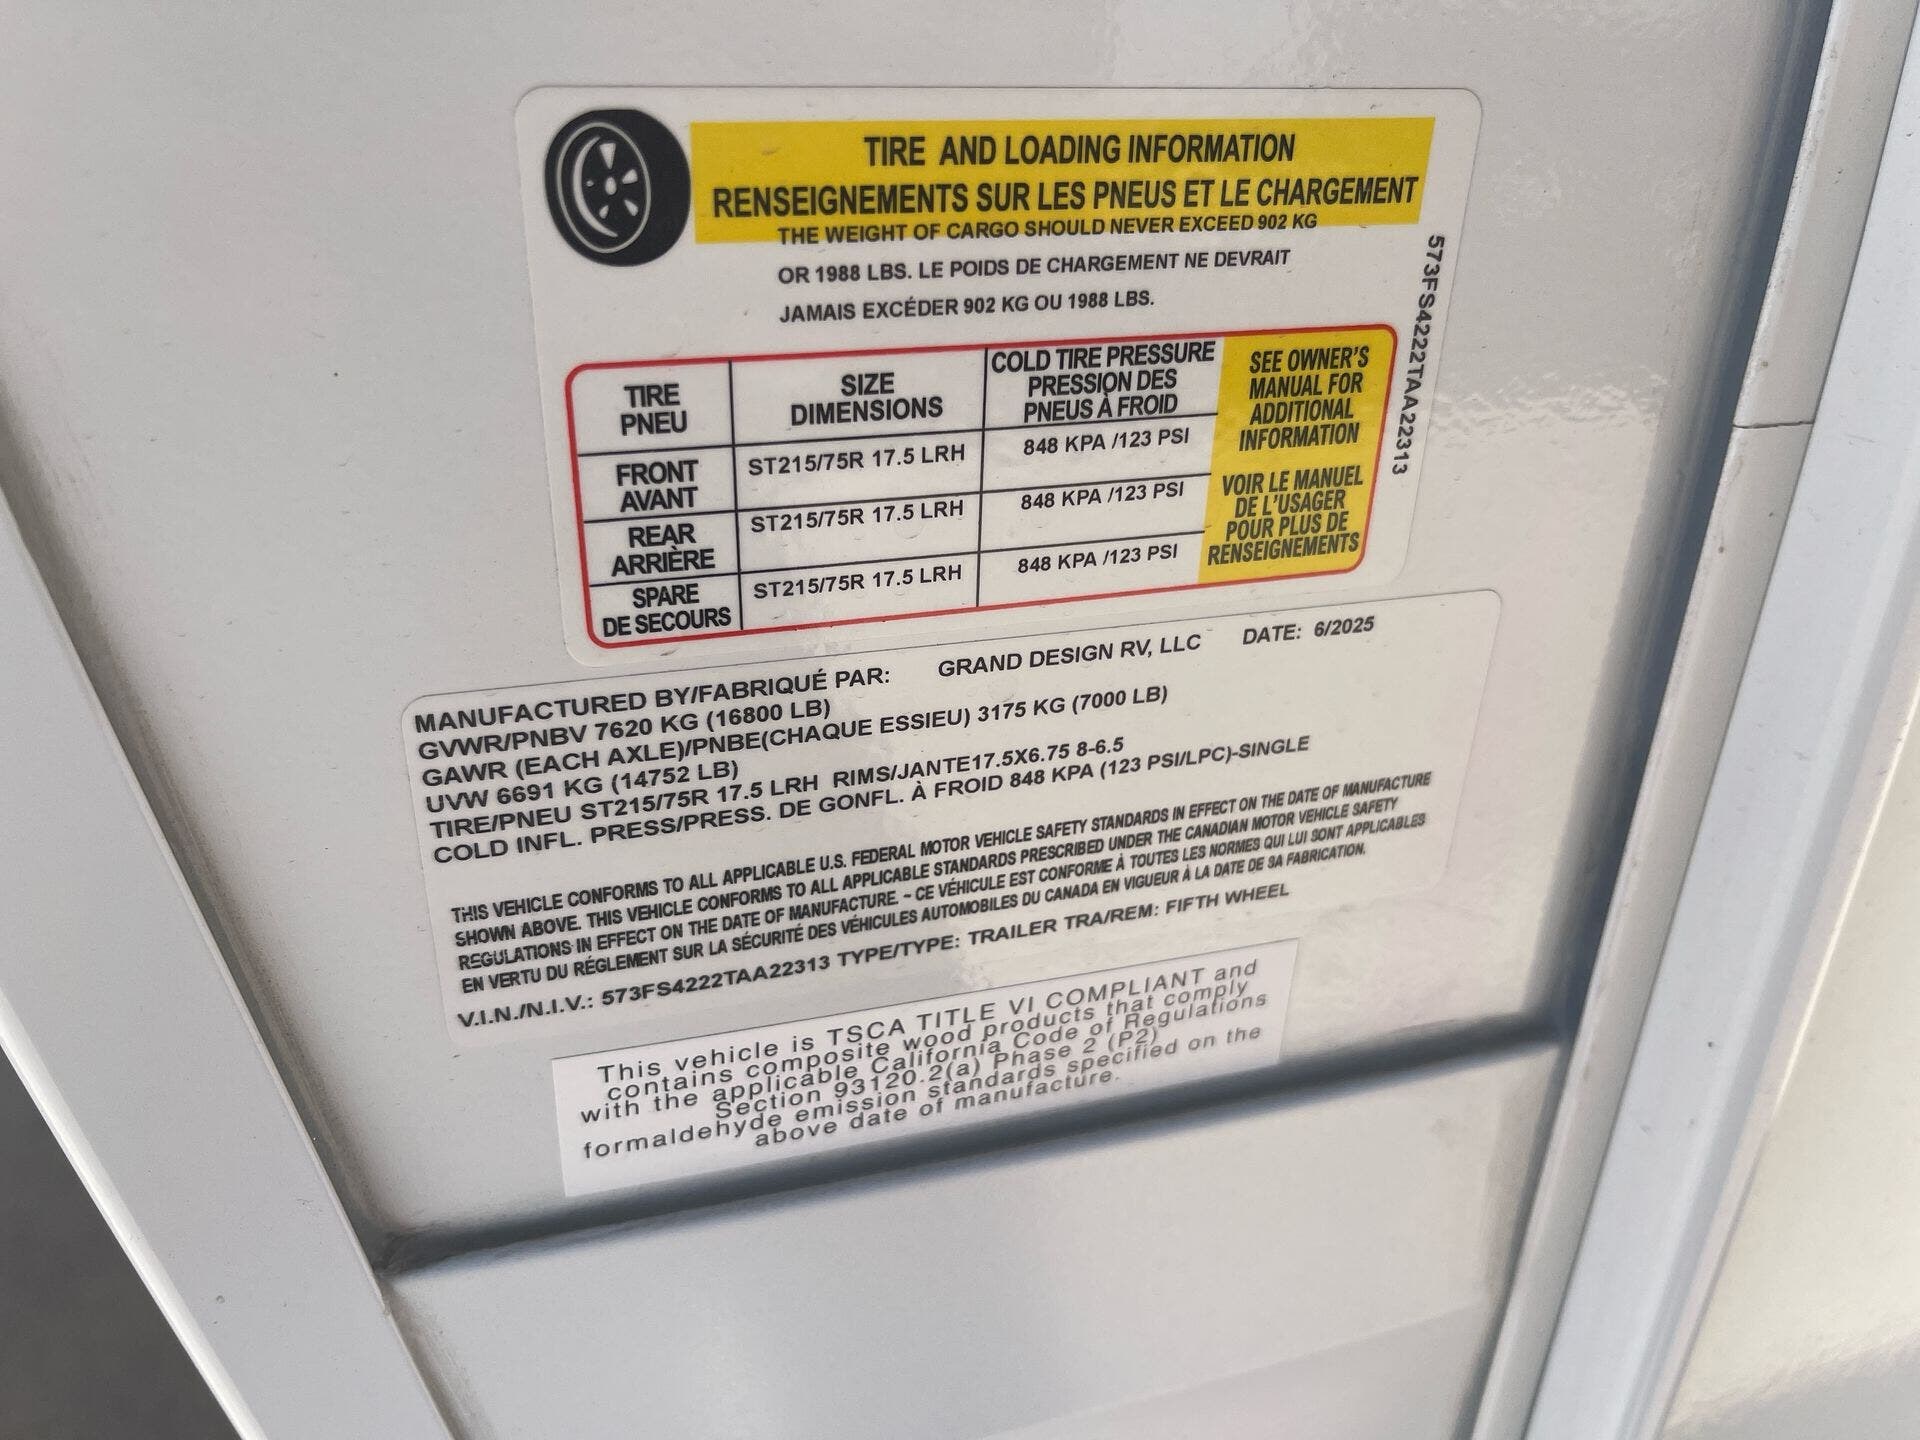 TIRE AND LOADING INFORMATION
RENSEIGNEMENTS SUR LES PNEUS ET LE CHARGEMENT
THE WEIGHT OF CARGO SHOULD NEVER EXCEED 902 KG
OR 1988 LBS. LE POIDS DE CHARGEMENT NE DEVRAIT
JAMAIS EXCÉDER 902 KG OU 1988 LBS.
573FS4222TAA22313
TIRE
PNEU
SIZE
DIMENSIONS
COLD TIRE PRESSURE
PRESSION DES
PNEUS À FROID
FRONT
AVANT
ST215/75R 17.5 LRH
848 KPA /123 PSI
REAR
ARRIÈRE
ST215/75R 17.5 LRH
848 KPA /123 PSI
SPARE
DE SECOURS
ST215/75R 17.5 LRH
848 KPA /123 PSI
SEE OWNER'S
MANUAL FOR
ADDITIONAL
INFORMATION
VOIR LE MANUEL
DE L'USAGER
POUR PLUS DE
RENSEIGNEMENTS
MANUFACTURED BY/FABRIQUÉ PAR: GRAND DESIGN RV, LLC DATE: 6/2025
GVWR/PNBV 7620 KG (16800 LB)
GAWR (EACH AXLE)/PNBE(CHAQUE ESSIEU) 3175 KG (7000 LB)
UVW 6691 KG (14752 LB)
TIRE/PNEU ST215/75R 17.5 LRH RIMS/JANTE17.5X6.75 8-6.5
COLD INFL. PRESS/PRESS. DE GONFL. À FROID 848 KPA (123 PSI/LPC)-SINGLE
THIS VEHICLE CONFORMS TO ALL APPLICABLE U.S. FEDERAL MOTOR VEHICLE SAFETY STANDARDS IN EFFECT ON THE DATE OF MANUFACTURE
SHOWN ABOVE. THIS VEHICLE CONFORMS TO ALL APPLICABLE STANDARDS PRESCRIBED UNDER THE CANADIAN MOTOR VEHICLE SAFETY
REGULATIONS IN EFFECT ON THE DATE OF MANUFACTURE. ~ CE VÉHICULE EST CONFORME À TOUTES LES NORMES QUI LUI SONT APPLICABLES
EN VERTU DU RÉGLEMENT SUR LA SÉCURITÉ DES VÉHICULES AUTOMOBILES DU CANADA EN VIGUEUR À LA DATE DE SA FABRICATION.
V.I.N./N.I.V.: 573FS4222TAA22313 TYPE/TYPE: TRAILER TRA/REM: FIFTH WHEEL
This vehicle is TSCA TITLE VI COMPLIANT and
contains composite wood products that comply
with the applicable California Code of Regulations
Section 93120.2(a) Phase 2 (P2)
formaldehyde emission standards specified on the
above date of manufacture.